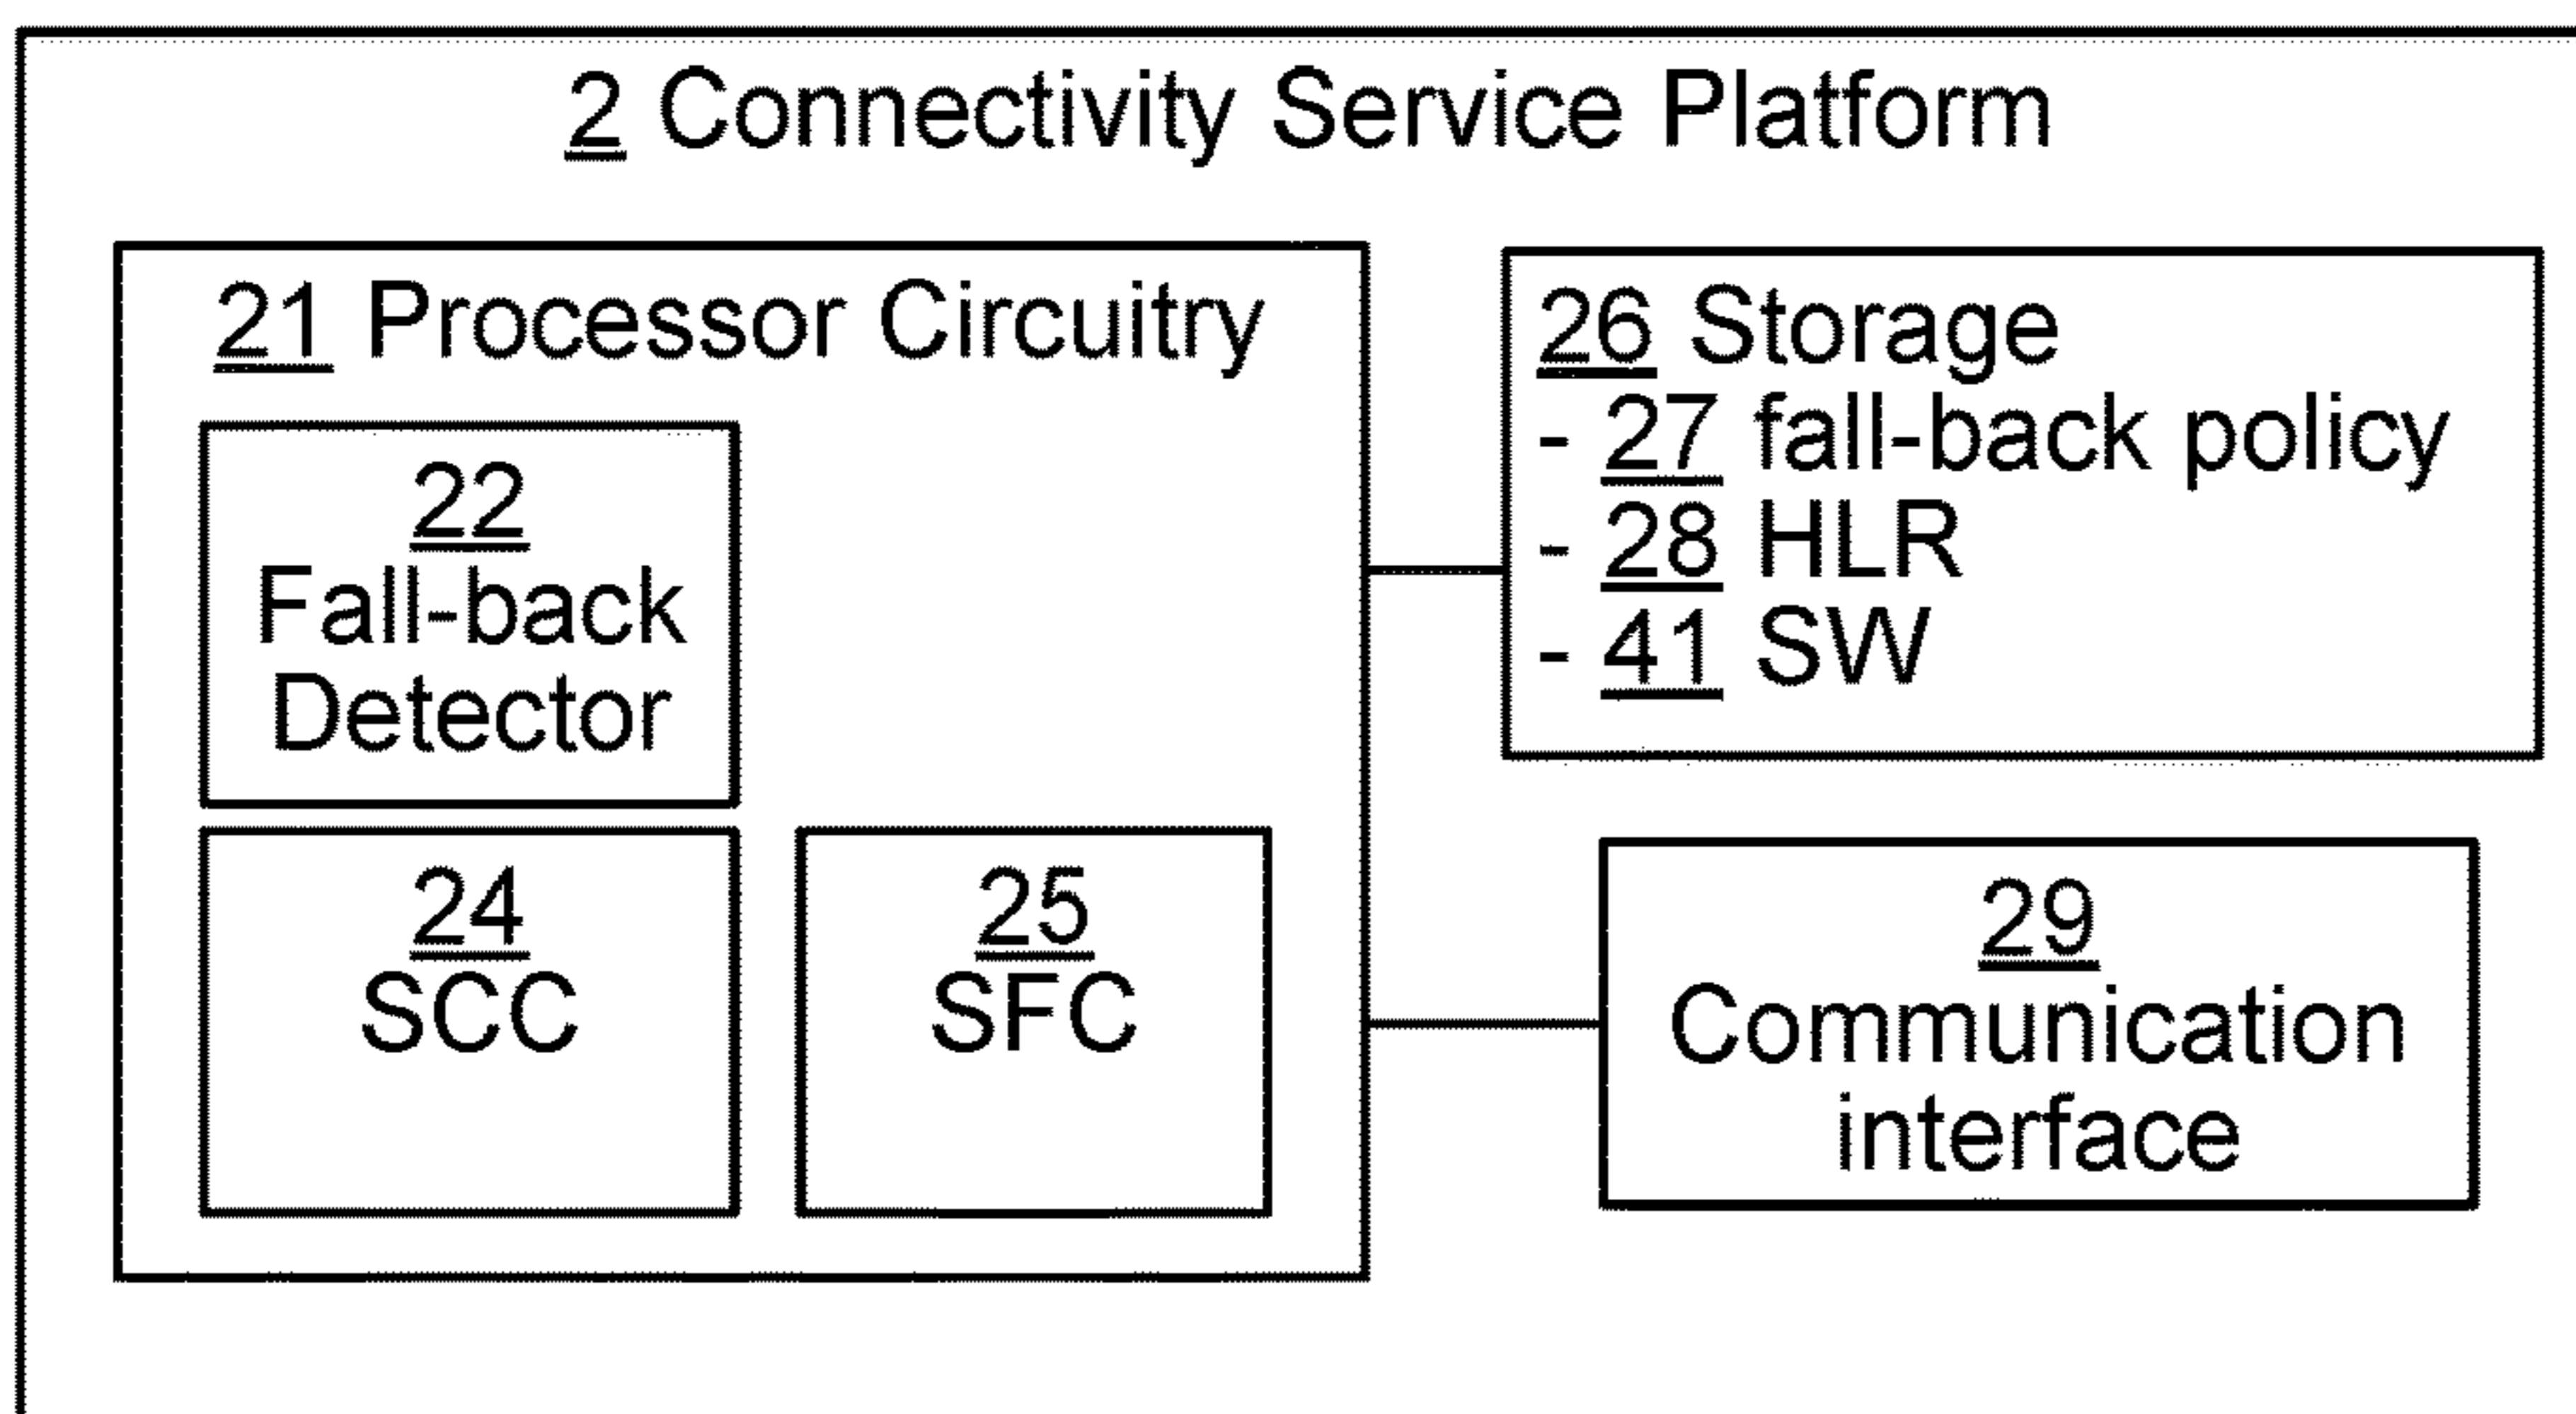 2 Connectivity Service Platform
21 Processor Circuitry
22
Fall-back
Detector
24
SCC
25
SFC
26 Storage
- 27 fall-back policy
- 28 HLR
- 41 SW
29
Communication
interface